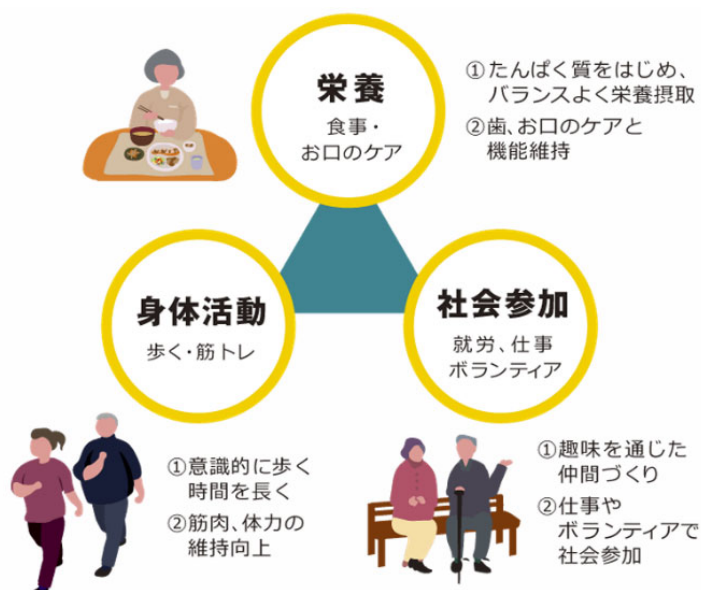 栄養
食事・
お口のケア
①たんぱく質をはじめ、
バランスよく栄養摂取
②歯、お口のケアと
機能維持
身体活動
歩く・筋トレ
社会参加
就労、仕事
ボランティア
①意識的に歩く
時間を長く
②筋肉、体力の
維持向上
①趣味を通じた
仲間づくり
②仕事や
ボランティアで
社会参加